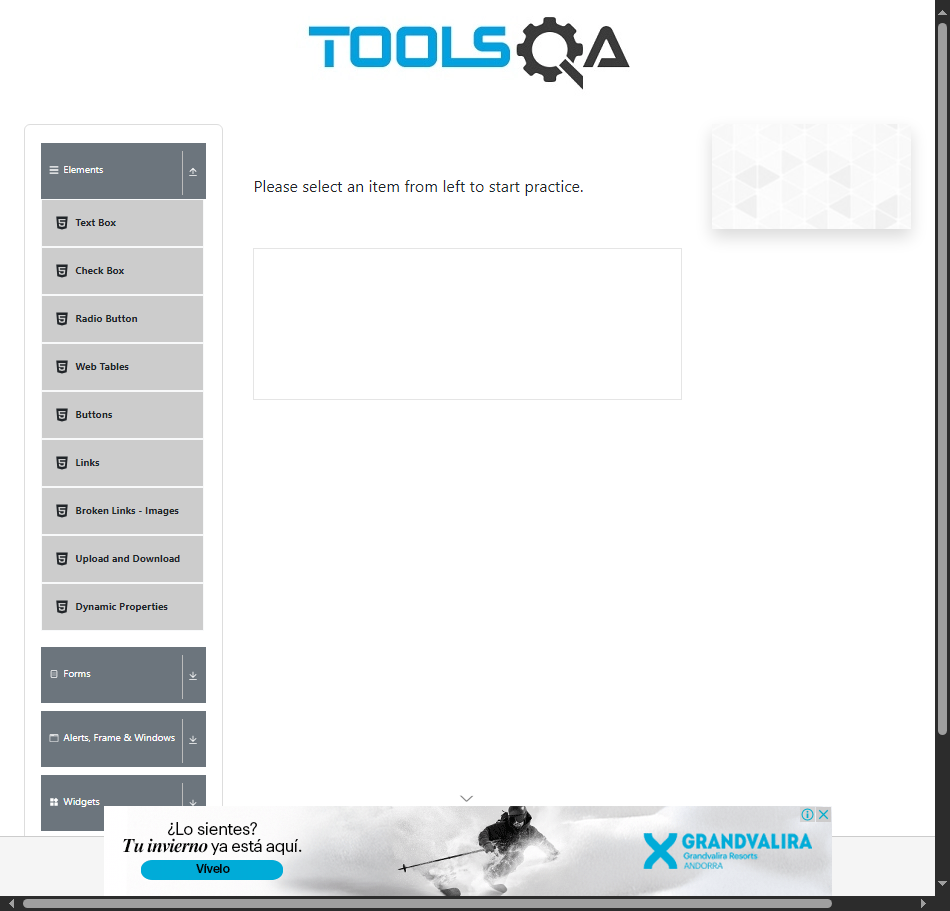 TOOLSQA
Elements
Please select an item from left to start practice.
Text Box
Check Box
Radio Button
Web Tables
Buttons
Links
Broken Links - Images
Upload and Download
Dynamic Properties
Forms
Alerts, Frame & Windows
Widgets
¿Lo sientes?
Tu invierno ya está aquí.
Vívelo
GRANDVALIRA
Grandvalira Resorts
ANDORRA